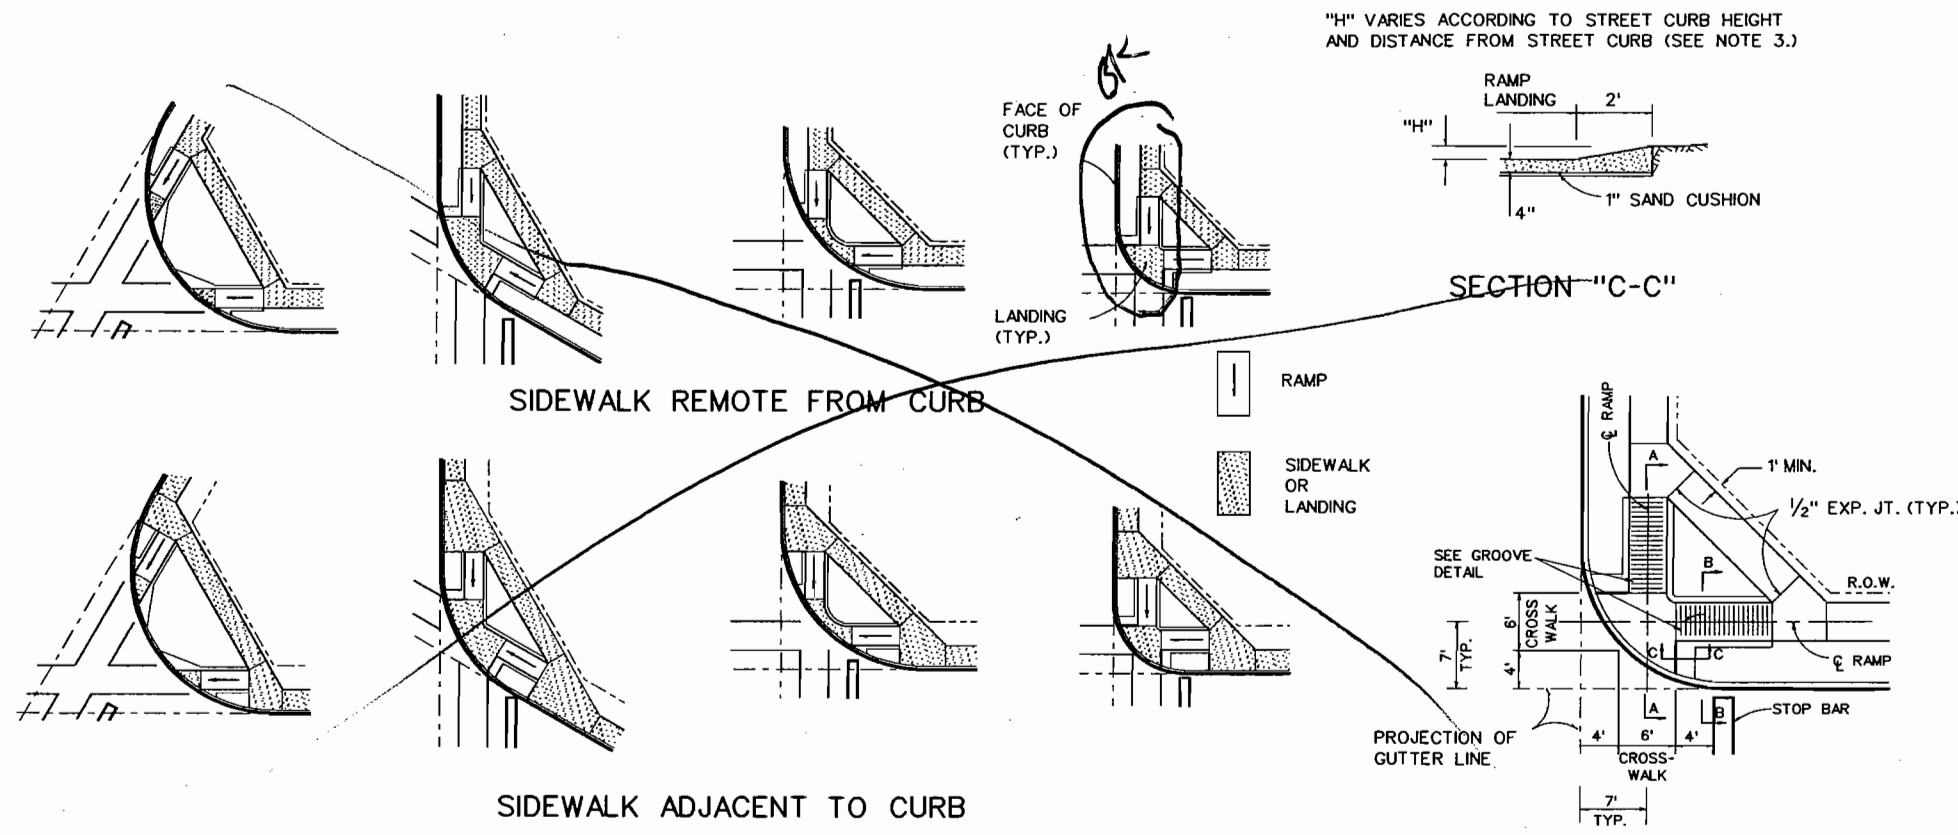 "H" VARIES ACCORDING TO STREET CURB HEIGHT
AND DISTANCE FROM STREET CURB (SEE NOTE 3.)
RAMP
LANDING
2'
"H"
1" SAND CUSHION
4"
SECTION "C-C"
OK
FACE OF
CURB
(TYP.)
LANDING
(TYP.)
RAMP
SIDEWALK
OR
LANDING
SIDEWALK REMOTE FROM CURB
SIDEWALK ADJACENT TO CURB
℄ RAMP
A
1' MIN.
½" EXP. JT. (TYP.)
SEE GROOVE
DETAIL
B
R.O.W.
6'
CROSS
WALK
7'
TYP.
4'
C
C
℄ RAMP
A
B
STOP BAR
PROJECTION OF
GUTTER LINE
4'
6'
4'
CROSS-
WALK
7'
TYP.